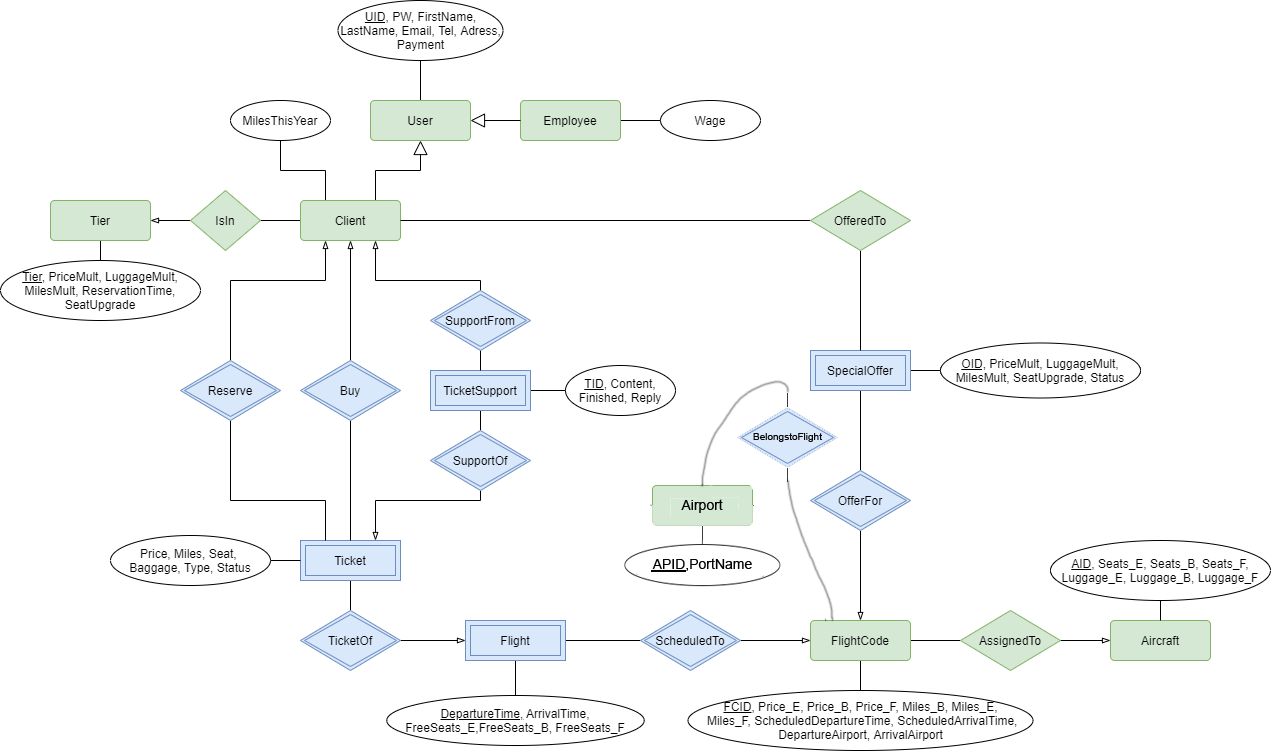 UID, PW, FirstName,
LastName, Email, Tel, Adress,
Payment
MilesThisYear
User
Employee
Wage
Tier
IsIn
Client
OfferedTo
Tier, PriceMult, LuggageMult,
MilesMult, ReservationTime,
SeatUpgrade
SupportFrom
Reserve
Buy
TicketSupport
TID, Content,
Finished, Reply
SpecialOffer
OID, PriceMult, LuggageMult,
MilesMult, SeatUpgrade, Status
BelongstoFlight
SupportOf
Airport
OfferFor
APID,PortName
Price, Miles, Seat,
Baggage, Type, Status
Ticket
AID, Seats_E, Seats_B, Seats_F,
Luggage_E, Luggage_B, Luggage_F
TicketOf
Flight
ScheduledTo
FlightCode
AssignedTo
Aircraft
DepartureTime, ArrivalTime,
FreeSeats_E,FreeSeats_B, FreeSeats_F
FCID, Price_E, Price_B, Price_F, Miles_B, Miles_E,
Miles_F, ScheduledDepartureTime, ScheduledArrivalTime,
DepartureAirport, ArrivalAirport